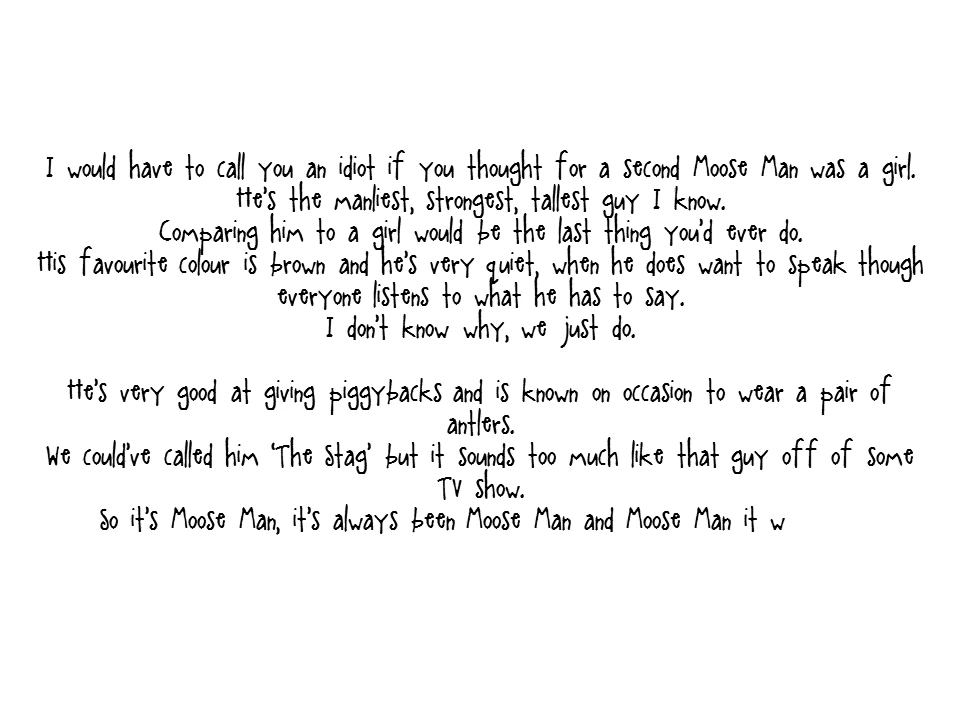 I would have to call you an idiot if you thought for a second Moose Man was a girl.
He's the manliest, strongest, tallest guy I know.
Comparing him to a girl would be the last thing you'd ever do.
His favourite colour is brown and he's very quiet, when he does want to speak though
everyone listens to what he has to say.
I don't know why, we just do.
He's very good at giving piggybacks and is known on occasion to wear a pair of
antlers.
We could've called him 'The Stag' but it sounds too much like that guy off of some
TV show.
So it's Moose Man, it's always been Moose Man and Moose Man it w